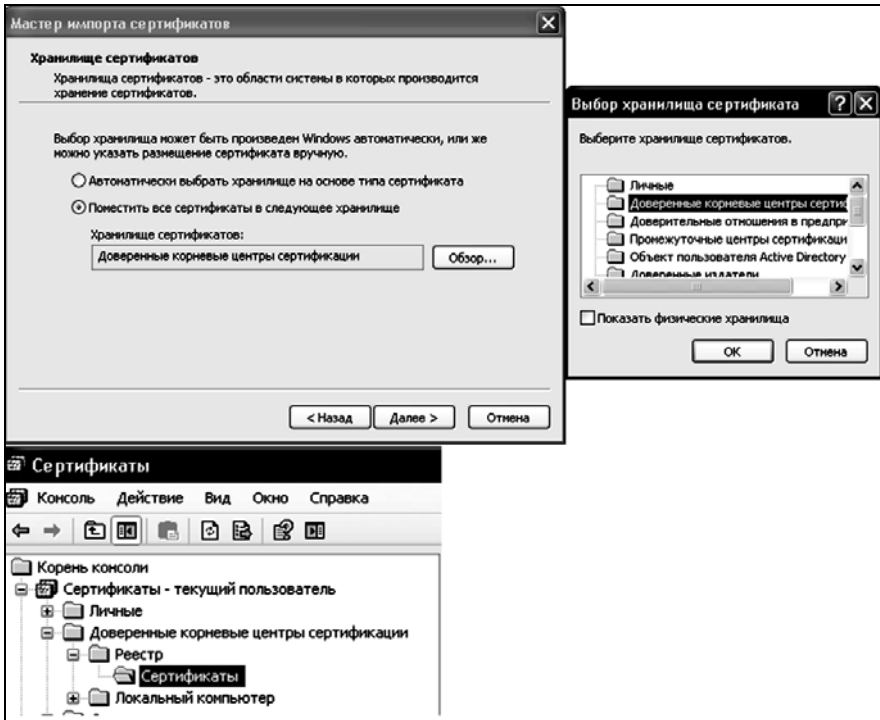 Мастер импорта сертификатов
Хранилище сертификатов
Хранилища сертификатов - это области системы в которых производится
хранение сертификатов.
Выбор хранилища может быть произведен Windows автоматически, или же
можно указать размещение сертификата вручную.
Автоматически выбрать хранилище на основе типа сертификата
Поместить все сертификаты в следующее хранилище
Хранилище сертификатов:
Доверенные корневые центры сертификации
Обзор...
< Назад
Далее >
Отмена
Выбор хранилища сертификата
Выберите хранилище сертификатов.
Личные
Доверенные корневые центры сертис
Доверительные отношения в предпри
Промежуточные центры сертификаци
Объект пользователя Active Directory
Доверенные издатели
Показать физические хранилища
ОК
Отмена
Сертификаты
Консоль Действие Вид Окно Справка
Корень консоли
Сертификаты - текущий пользователь
Личные
Доверенные корневые центры сертификации
Реестр
Сертификаты
Локальный компьютер